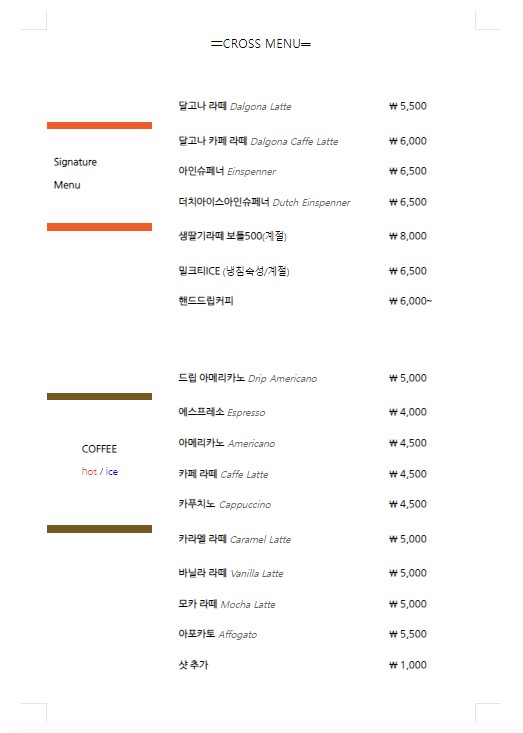 =CROSS MENU=
달고나 라떼 Dalgona Latte ₩ 5,500
달고나 카페 라떼 Dalgona Caffe Latte ₩ 6,000
Signature
Menu
아인슈페너 Einspenner ₩ 6,500
더치아이스아인슈페너 Dutch Einspenner ₩ 6,500
생딸기라떼 보틀500(계절) ₩ 8,000
밀크티ICE (냉침숙성/계절) ₩ 6,500
핸드드립커피 ₩ 6,000~
드립 아메리카노 Drip Americano ₩ 5,000
에스프레소 Espresso ₩ 4,000
COFFEE
hot / ice
아메리카노 Americano ₩ 4,500
카페 라떼 Caffe Latte ₩ 4,500
카푸치노 Cappuccino ₩ 4,500
카라멜 라떼 Caramel Latte ₩ 5,000
바닐라 라떼 Vanilla Latte ₩ 5,000
모카 라떼 Mocha Latte ₩ 5,000
아포카토 Affogato ₩ 5,500
샷 추가 ₩ 1,000